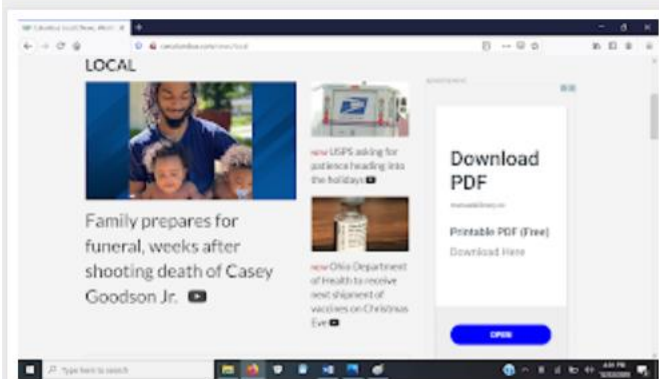 LOCAL
Family prepares for
funeral, weeks after
shooting death of Casey
Goodson Jr.
NEW USPS asking for
patience heading into
the holidays
NEW Ohio Department
of Health to receive
next shipment of
vaccines on Christmas
Eve
Download
PDF
Printable PDF (Free)
Download Here
OPEN
Type here to search